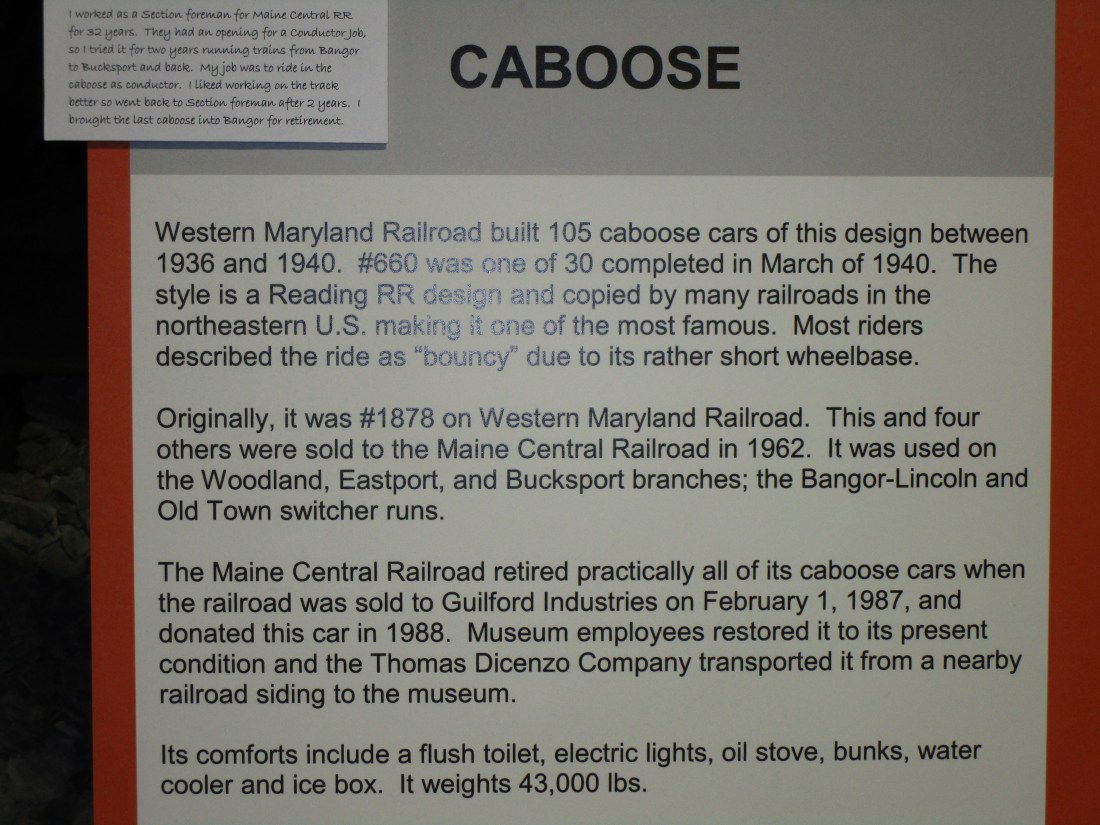 I worked as a Section foreman for Maine Central RR
for 32 years. They had an opening for a Conductor Job,
so I tried it for two years running trains from Bangor
to Bucksport and back. My job was to ride in the
caboose as conductor. I liked working on the track
better so went back to Section foreman after 2 years. I
brought the last caboose into Bangor for retirement.
CABOOSE
Western Maryland Railroad built 105 caboose cars of this design between
1936 and 1940. #660 was one of 30 completed in March of 1940. The
style is a Reading RR design and copied by many railroads in the
northeastern U.S. making it one of the most famous. Most riders
described the ride as “bouncy” due to its rather short wheelbase.
Originally, it was #1878 on Western Maryland Railroad. This and four
others were sold to the Maine Central Railroad in 1962. It was used on
the Woodland, Eastport, and Bucksport branches; the Bangor-Lincoln and
Old Town switcher runs.
The Maine Central Railroad retired practically all of its caboose cars when
the railroad was sold to Guilford Industries on February 1, 1987, and
donated this car in 1988. Museum employees restored it to its present
condition and the Thomas Dicenzo Company transported it from a nearby
railroad siding to the museum.
Its comforts include a flush toilet, electric lights, oil stove, bunks, water
cooler and ice box. It weights 43,000 lbs.